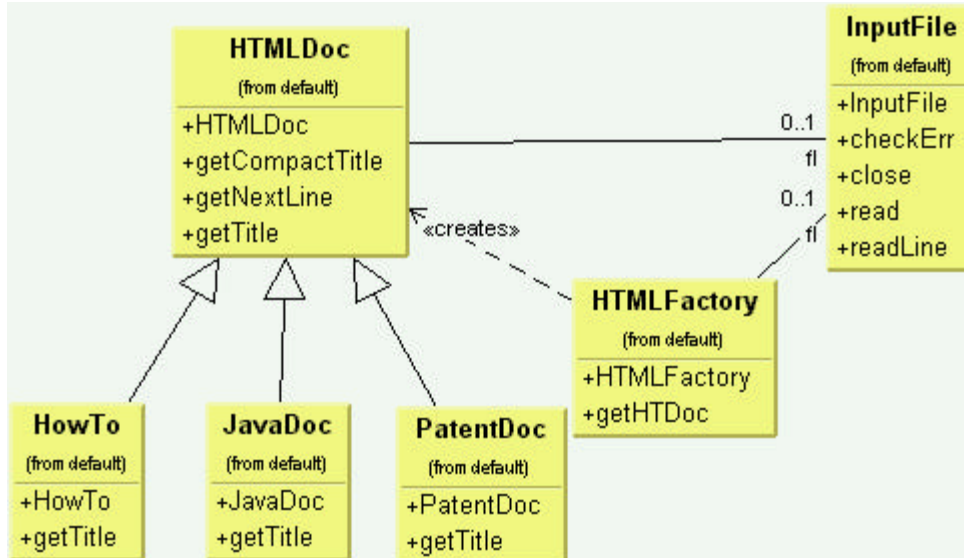 HTMLDoc
(from default)
+HTMLDoc
+getCompactTitle
+getNextLine
+getTitle
InputFile
(from default)
+InputFile
+checkErr
+close
+read
+readLine
0..1
fl
0..1
fl
«creates»
HTMLFactory
(from default)
+HTMLFactory
+getHTDoc
HowTo
(from default)
+HowTo
+getTitle
JavaDoc
(from default)
+JavaDoc
+getTitle
PatentDoc
(from default)
+PatentDoc
+getTitle